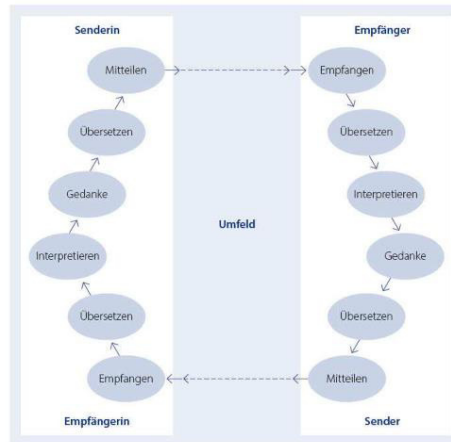 Senderin
Empfänger
Mitteilen
Empfangen
Übersetzen
Übersetzen
Gedanke
Interpretieren
Umfeld
Interpretieren
Gedanke
Übersetzen
Übersetzen
Empfangen
Mitteilen
Empfängerin
Sender